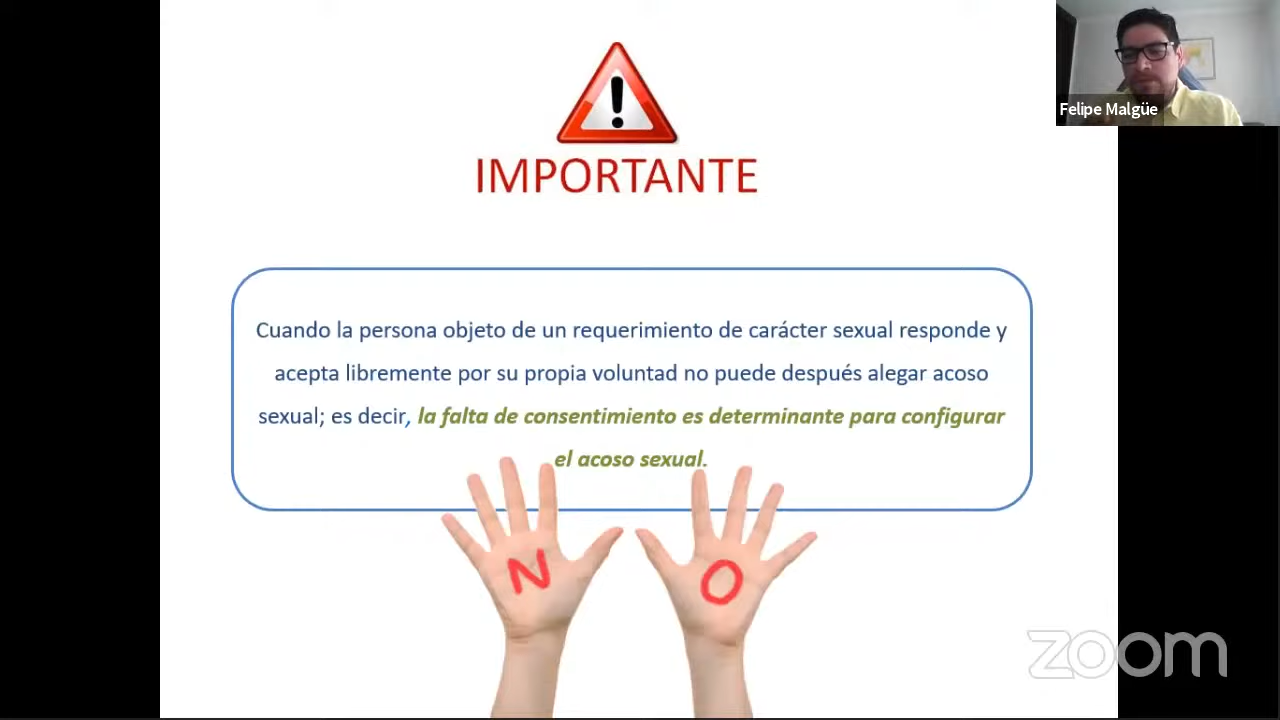 Felipe Malgüe
IMPORTANTE
Cuando la persona objeto de un requerimiento de carácter sexual responde y
acepta libremente por su propia voluntad no puede después alegar acoso
sexual; es decir, la falta de consentimiento es determinante para configurar
el acoso sexual.
N O
zoom